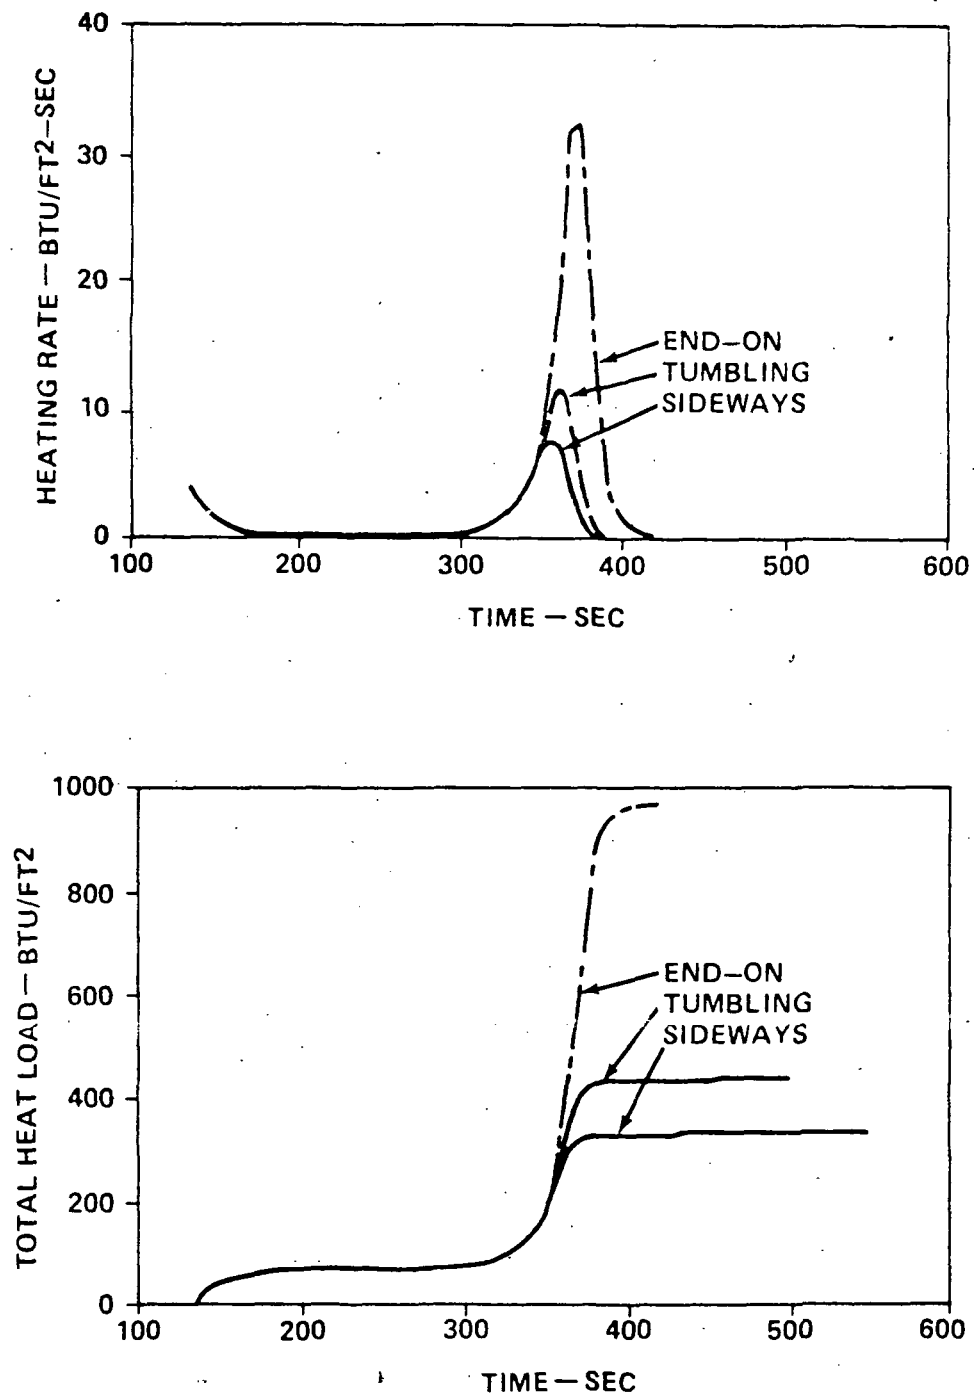 40
30
20
10
0
HEATING RATE — BTU/FT2–SEC
END–ON
TUMBLING
SIDEWAYS
100 200 300 400 500 600
TIME — SEC
1000
800
600
400
200
0
TOTAL HEAT LOAD — BTU/FT2
END–ON
TUMBLING
SIDEWAYS
100 200 300 400 500 600
TIME — SEC